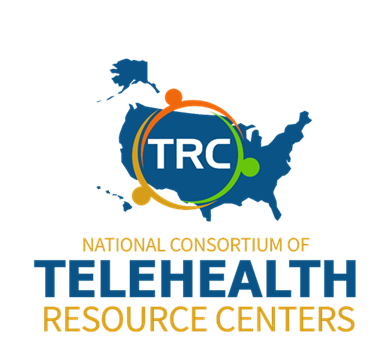 TRC
NATIONAL CONSORTIUM OF
TELEHEALTH
RESOURCE CENTERS